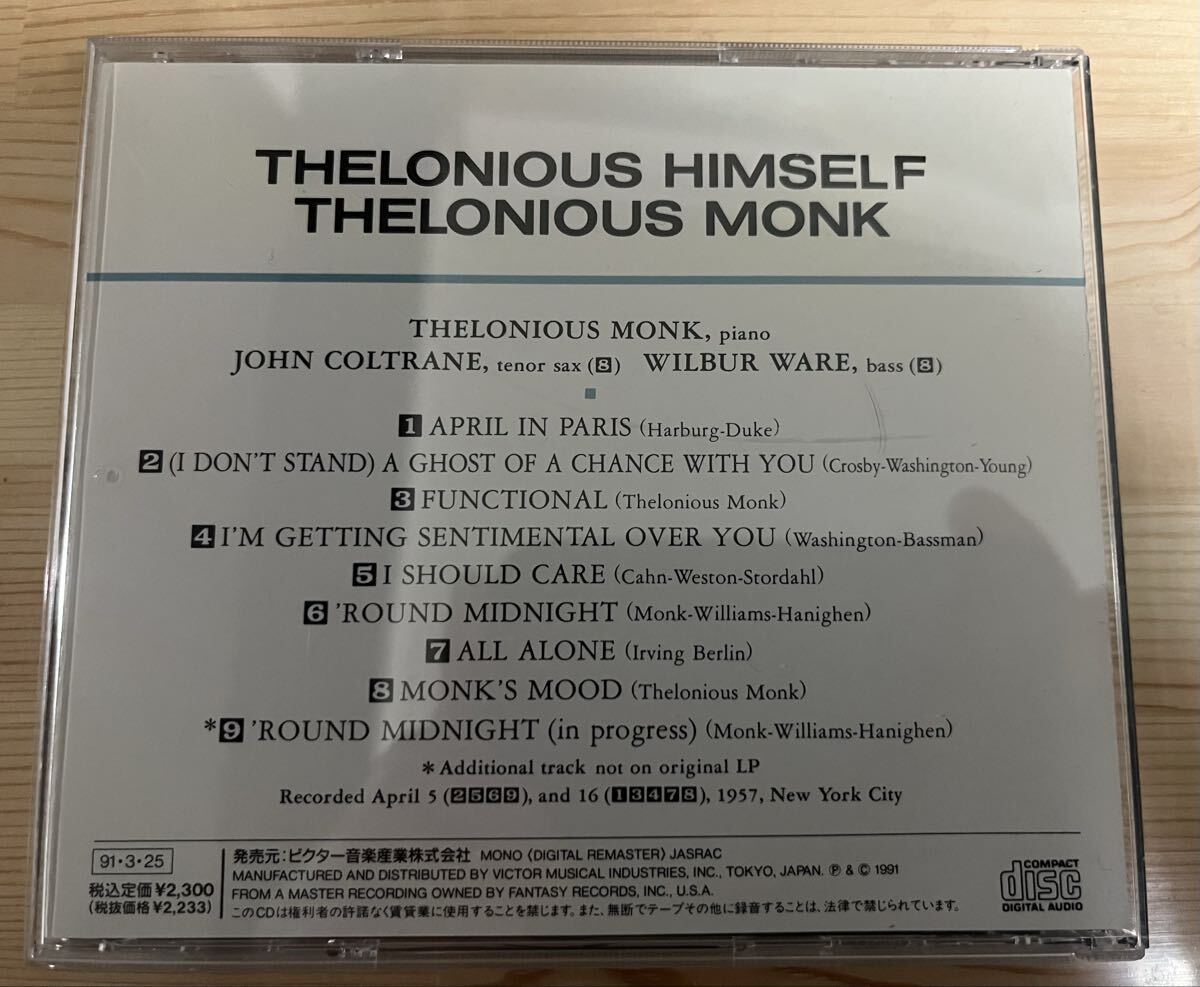 THELONIOUS HIMSELF
THELONIOUS MONK
THELONIOUS MONK, piano
JOHN COLTRANE, tenor sax (8) WILBUR WARE, bass (8)
1 APRIL IN PARIS (Harburg-Duke)
2 (I DON'T STAND) A GHOST OF A CHANCE WITH YOU (Crosby-Washington-Young)
3 FUNCTIONAL (Thelonious Monk)
4 I'M GETTING SENTIMENTAL OVER YOU (Washington-Bassman)
5 I SHOULD CARE (Cahn-Weston-Stordahl)
6 'ROUND MIDNIGHT (Monk-Williams-Hanighen)
7 ALL ALONE (Irving Berlin)
8 MONK'S MOOD (Thelonious Monk)
*9 'ROUND MIDNIGHT (in progress) (Monk-Williams-Hanighen)
* Additional track not on original LP
Recorded April 5 (2569), and 16 (13478), 1957, New York City
91・3・25
税込定価¥2,300
(税抜価格¥2,233)
発売元：ビクター音楽産業株式会社 MONO 〈DIGITAL REMASTER〉 JASRAC
MANUFACTURED AND DISTRIBUTED BY VICTOR MUSICAL INDUSTRIES, INC., TOKYO, JAPAN. ℗ & © 1991
FROM A MASTER RECORDING OWNED BY FANTASY RECORDS, INC., U.S.A.
このCDは権利者の許諾なく賃貸業に使用することを禁じます。また、無断でテープその他に録音することは、法律で禁じられています。
COMPACT
disc
DIGITAL AUDIO